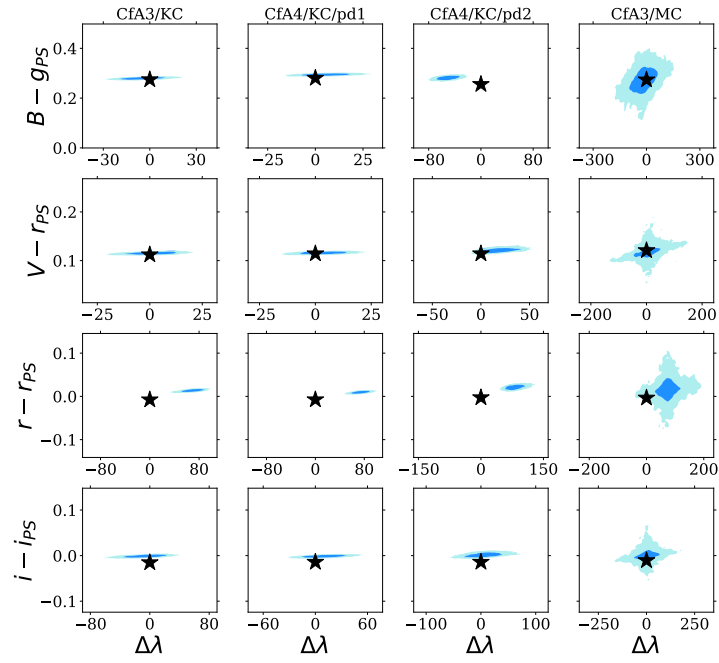 CfA3/KC CfA4/KC/pd1 CfA4/KC/pd2 CfA3/MC
B − g_PS
0.4
0.2
0.0
−30 0 30 −25 0 25 −80 0 80 −300 0 300
V − r_PS
0.2
0.1
−25 0 25 −25 0 25 −50 0 50 −200 0 200
r − r_PS
0.1
0.0
−0.1
−80 0 80 −80 0 80 −150 0 150 −200 0 200
i − i_PS
0.1
0.0
−0.1
−80 0 80 −60 0 60 −100 0 100 −250 0 250
Δλ Δλ Δλ Δλ